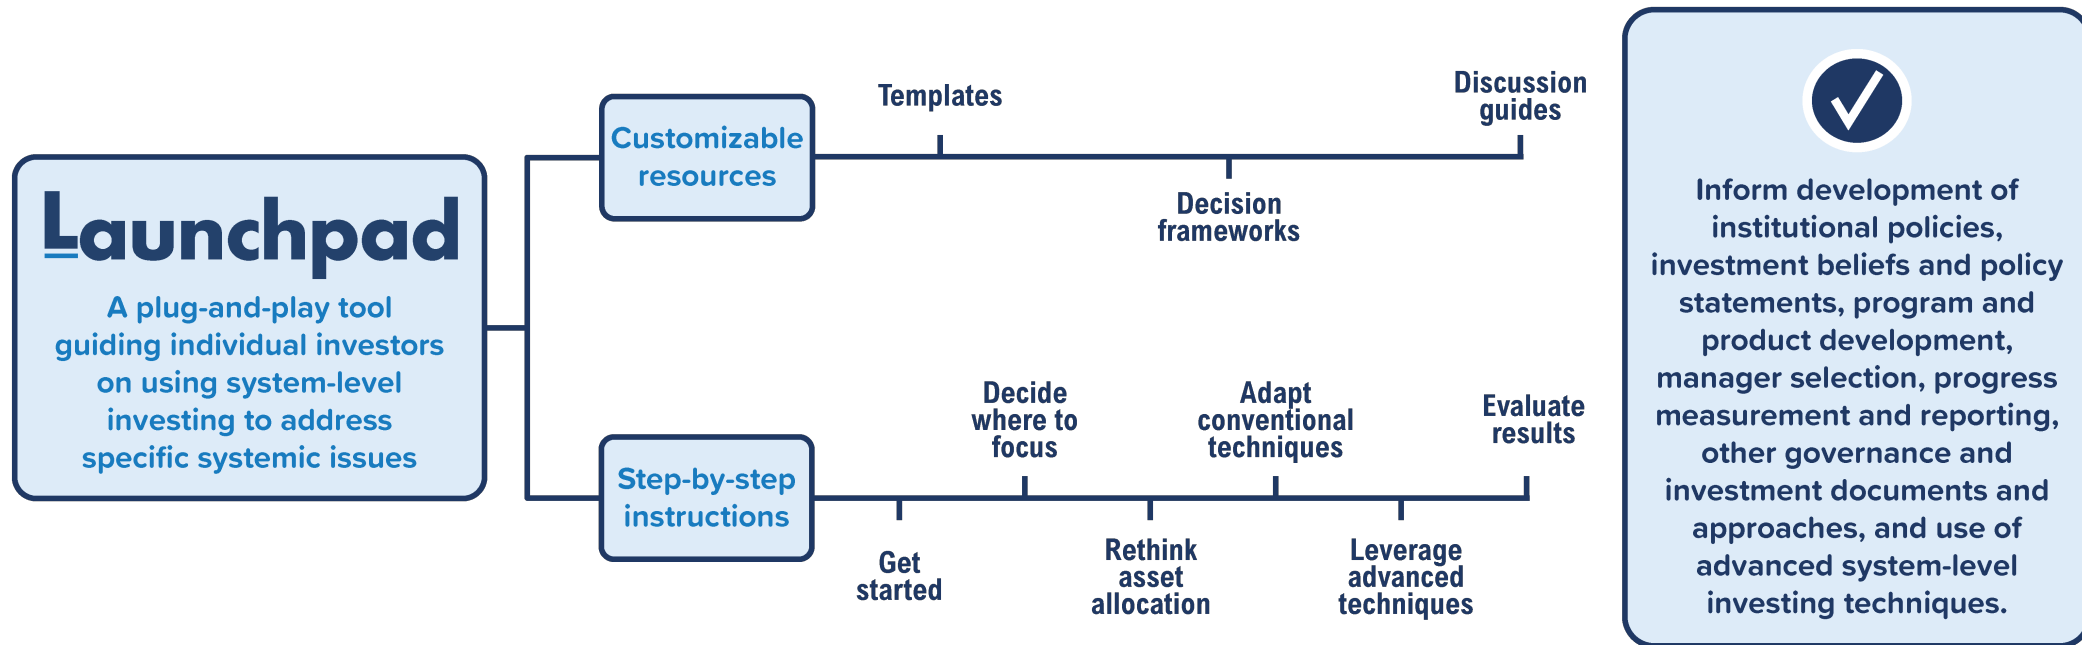 Launchpad
A plug-and-play tool
guiding individual investors
on using system-level
investing to address
specific systemic issues
Customizable
resources
Templates
Decision
frameworks
Discussion
guides
Step-by-step
instructions
Get
started
Decide
where to
focus
Rethink
asset
allocation
Adapt
conventional
techniques
Leverage
advanced
techniques
Evaluate
results
Inform development of
institutional policies,
investment beliefs and policy
statements, program and
product development,
manager selection, progress
measurement and reporting,
other governance and
investment documents and
approaches, and use of
advanced system-level
investing techniques.